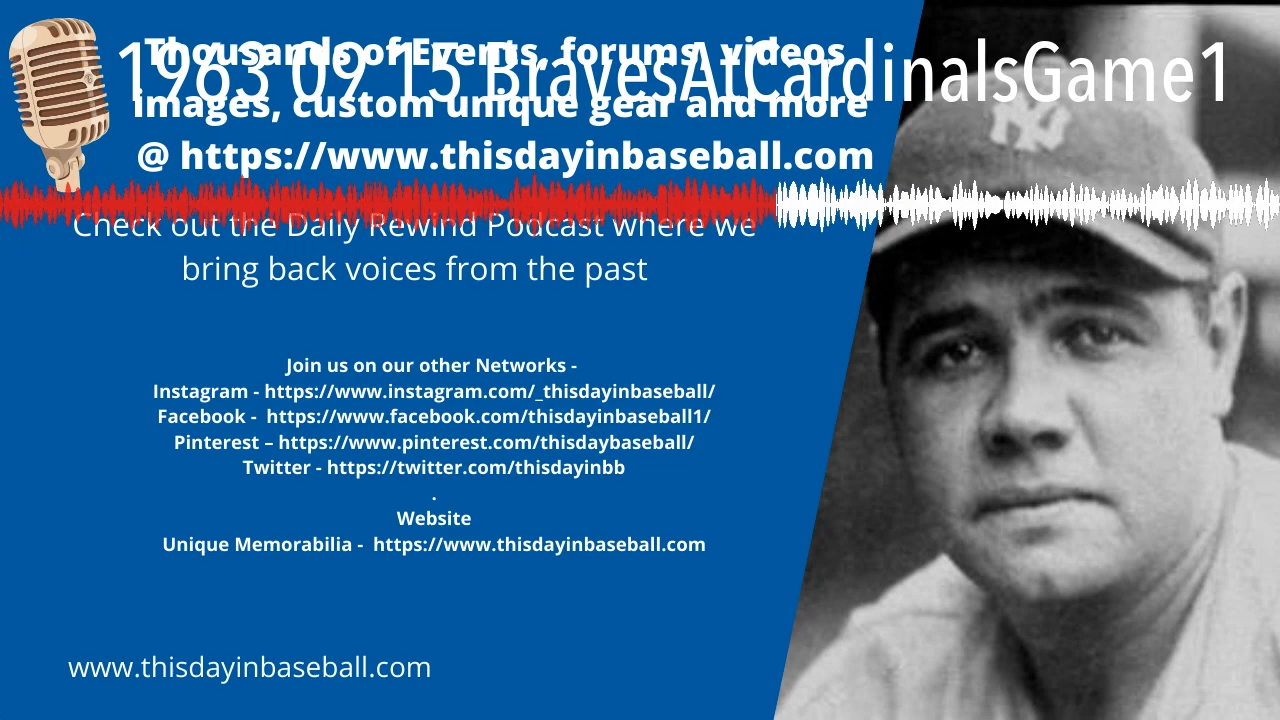 1963 09 15 BravesAtCardinalsGame1
Thousands of Events, forums, videos
images, custom unique gear and more
@ https://www.thisdayinbaseball.com
Check out the Daily Rewind Podcast where we
bring back voices from the past
Join us on our other Networks -
Instagram - https://www.instagram.com/_thisdayinbaseball/
Facebook - https://www.facebook.com/thisdayinbaseball1/
Pinterest – https://www.pinterest.com/thisdaybaseball/
Twitter - https://twitter.com/thisdayinbb
.
Website
Unique Memorabilia - https://www.thisdayinbaseball.com
www.thisdayinbaseball.com
NY